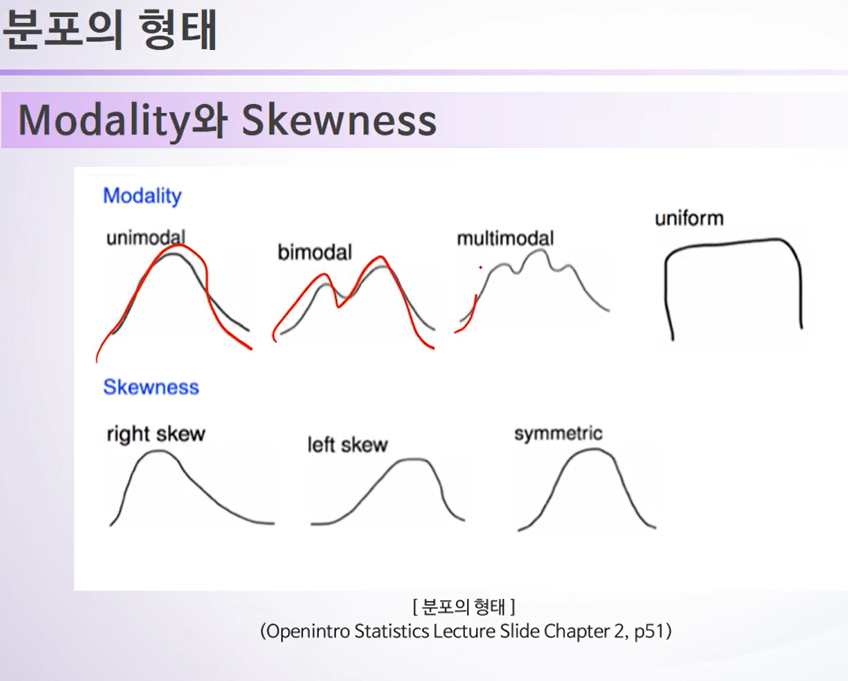 분포의 형태
Modality와 Skewness
Modality
unimodal
bimodal
multimodal
uniform
Skewness
right skew
left skew
symmetric
[ 분포의 형태 ]
(Openintro Statistics Lecture Slide Chapter 2, p51)